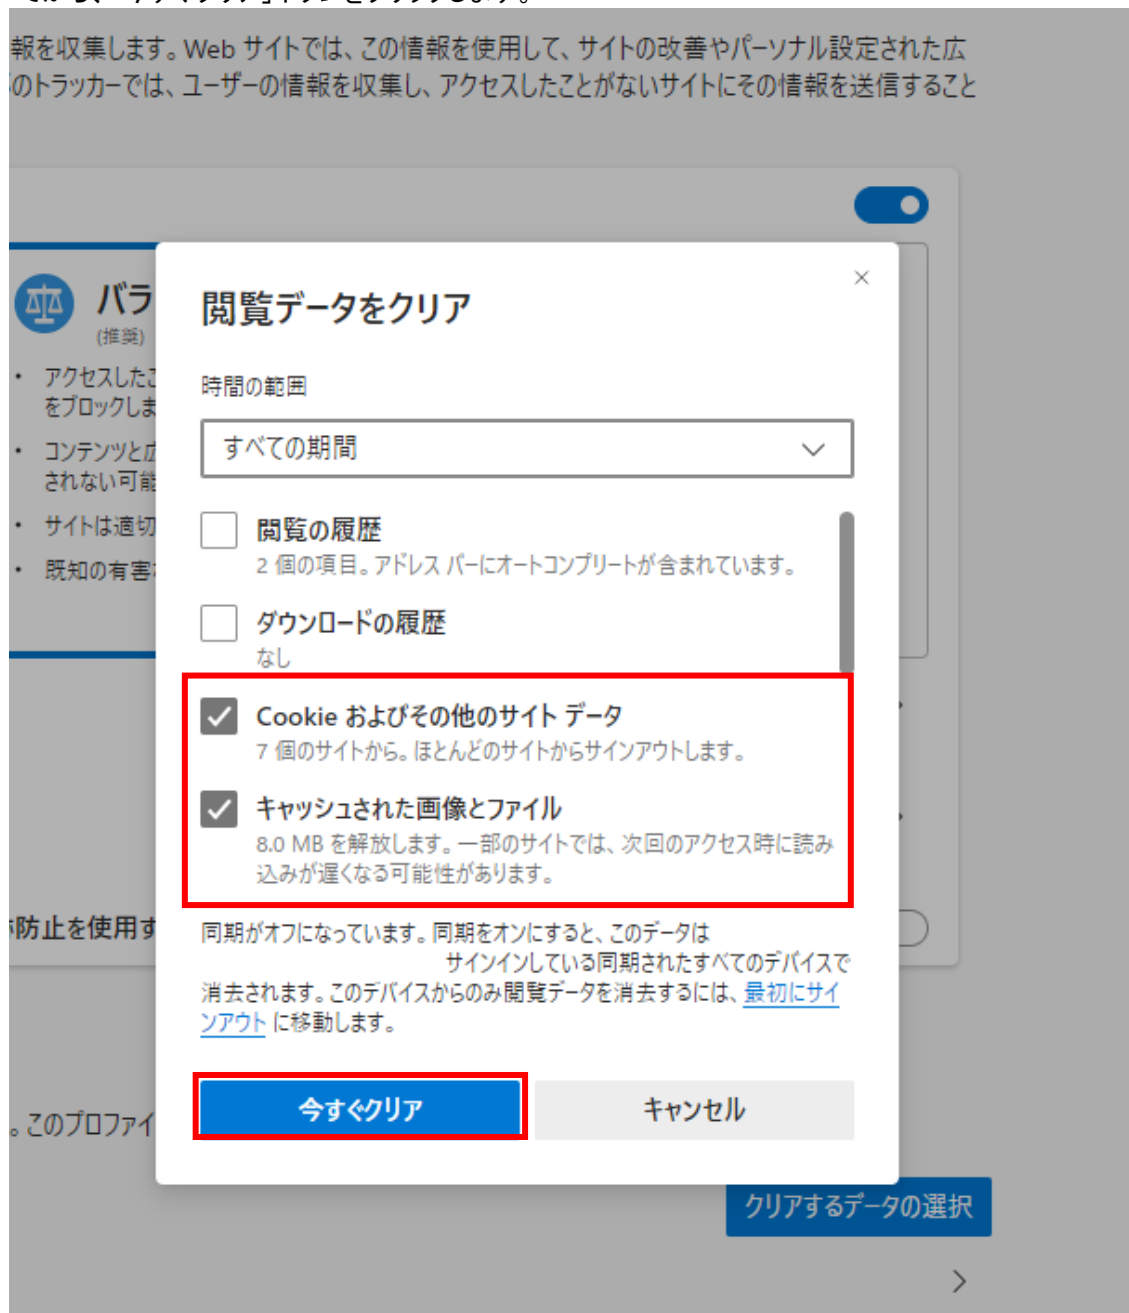 報を収集します。Web サイトでは、この情報を使用して、サイトの改善やパーソナル設定された広
のトラッカーでは、ユーザーの情報を収集し、アクセスしたことがないサイトにその情報を送信すること
バラ
(推奨)
・ アクセスしたこ
をブロックしま
・ コンテンツと広
されない可能
・ サイトは適切
・ 既知の有害
閲覧データをクリア
時間の範囲
すべての期間
閲覧の履歴
2 個の項目。アドレス バーにオートコンプリートが含まれています。
ダウンロードの履歴
なし
Cookie およびその他のサイト データ
7 個のサイトから。ほとんどのサイトからサインアウトします。
キャッシュされた画像とファイル
8.0 MB を解放します。一部のサイトでは、次回のアクセス時に読み
込みが遅くなる可能性があります。
防止を使用す
同期がオフになっています。同期をオンにすると、このデータは
サインインしている同期されたすべてのデバイスで
消去されます。このデバイスからのみ閲覧データを消去するには、最初にサイ
ンアウト に移動します。
今すぐクリア
キャンセル
。このプロファイ
クリアするデータの選択